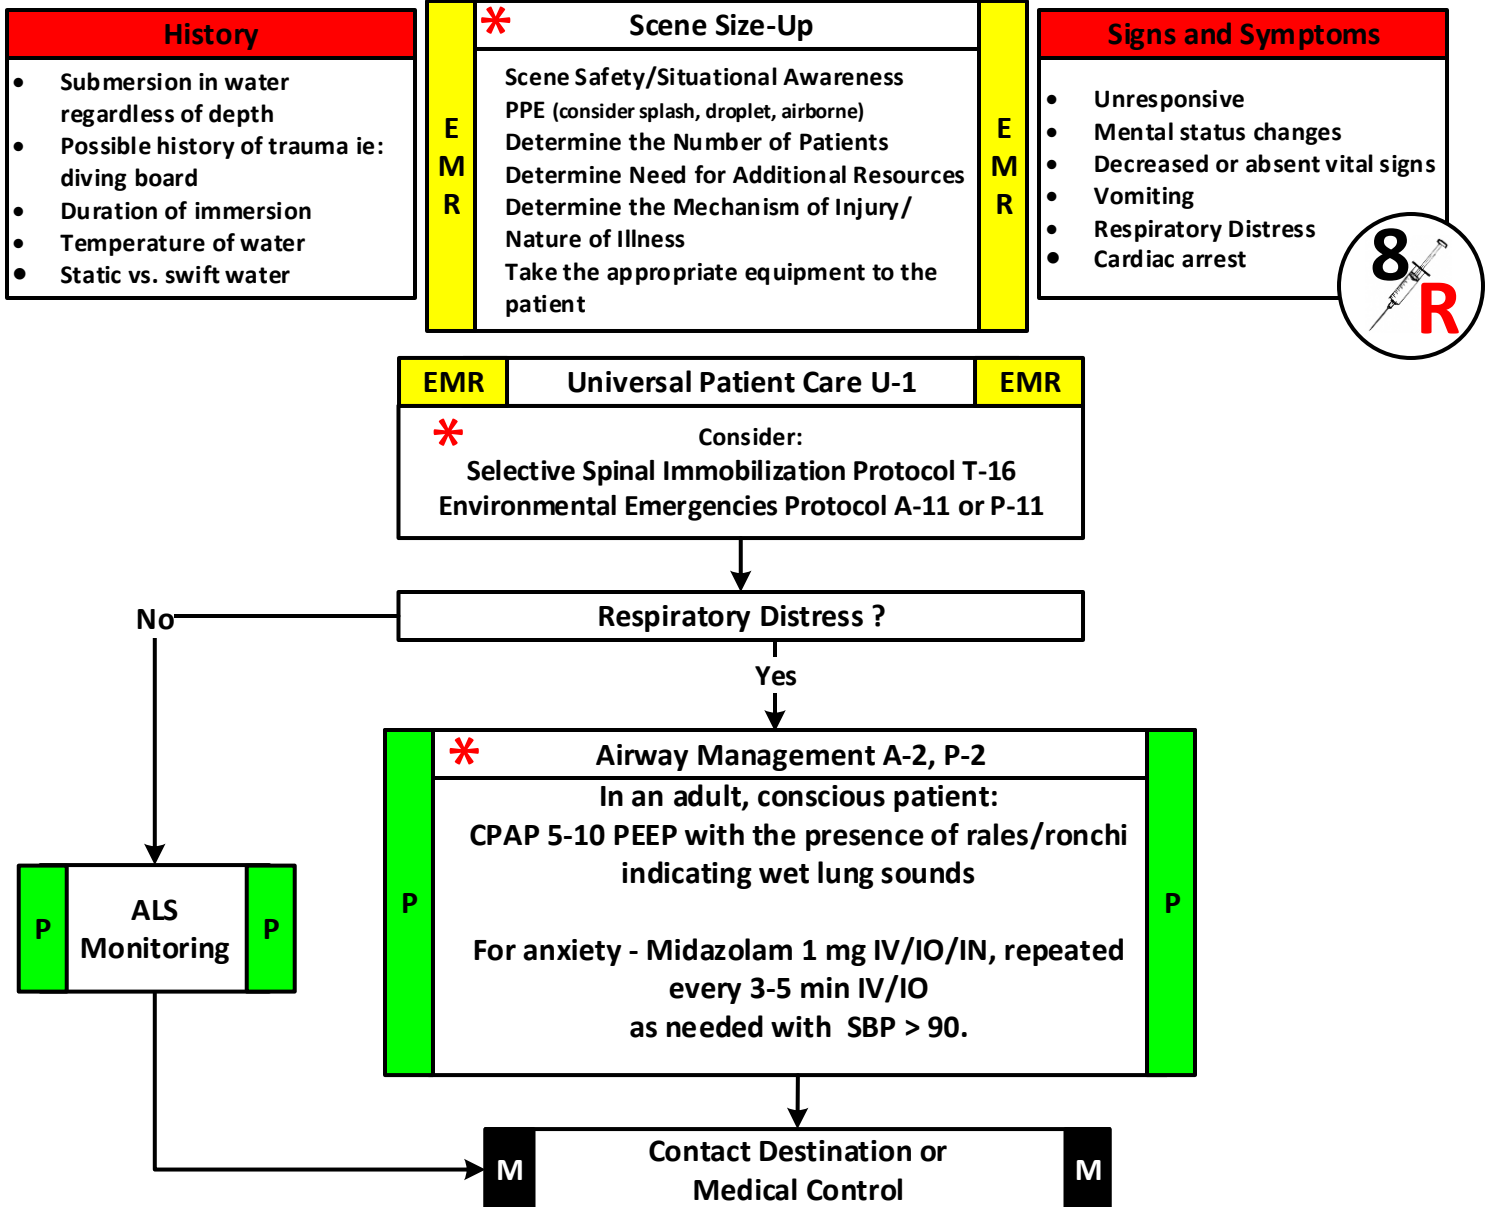 History
• Submersion in water
regardless of depth
• Possible history of trauma ie:
diving board
• Duration of immersion
• Temperature of water
• Static vs. swift water
E
M
R
* Scene Size-Up
Scene Safety/Situational Awareness
PPE (consider splash, droplet, airborne)
Determine the Number of Patients
Determine Need for Additional Resources
Determine the Mechanism of Injury/
Nature of Illness
Take the appropriate equipment to the
patient
E
M
R
Signs and Symptoms
• Unresponsive
• Mental status changes
• Decreased or absent vital signs
• Vomiting
• Respiratory Distress
• Cardiac arrest
8
R
EMR Universal Patient Care U-1 EMR
* Consider:
Selective Spinal Immobilization Protocol T-16
Environmental Emergencies Protocol A-11 or P-11
Respiratory Distress ?
No
Yes
P
* Airway Management A-2, P-2
In an adult, conscious patient:
CPAP 5-10 PEEP with the presence of rales/ronchi
indicating wet lung sounds
For anxiety - Midazolam 1 mg IV/IO/IN, repeated
every 3-5 min IV/IO
as needed with SBP > 90.
P
P
ALS
Monitoring
P
M
Contact Destination or
Medical Control
M